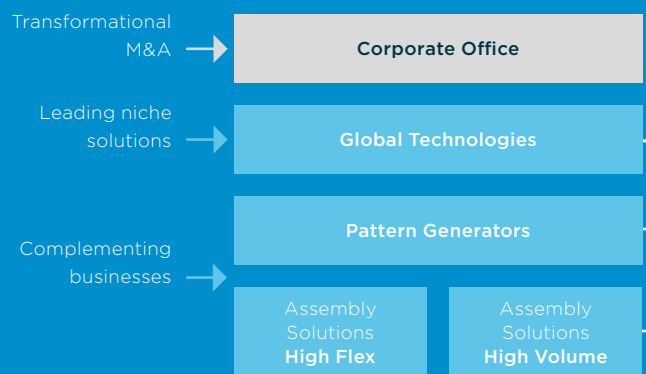 Transformational
M&A
Corporate Office
Leading niche
solutions
Global Technologies
Pattern Generators
Complementing
businesses
Assembly
Solutions
High Flex
Assembly
Solutions
High Volume